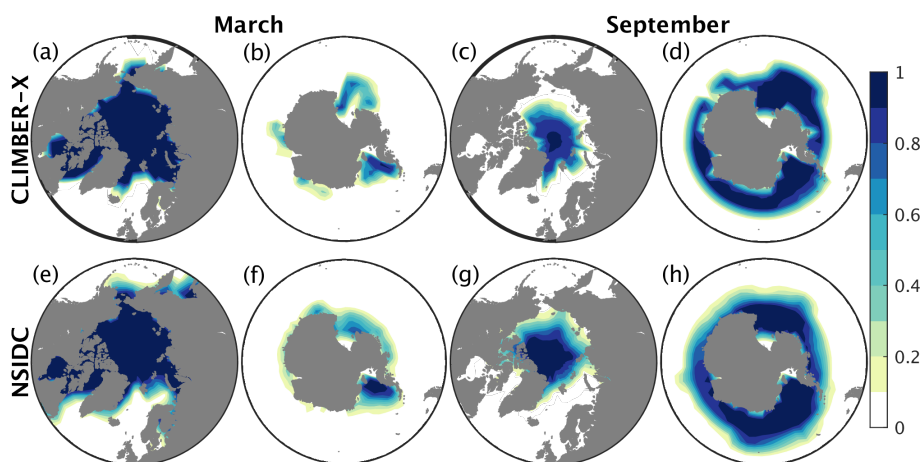 March September
(a) (b) (c) (d)
CLIMBER-X
1
0.8
0.6
0.4
0.2
0
(e) (f) (g) (h)
NSIDC